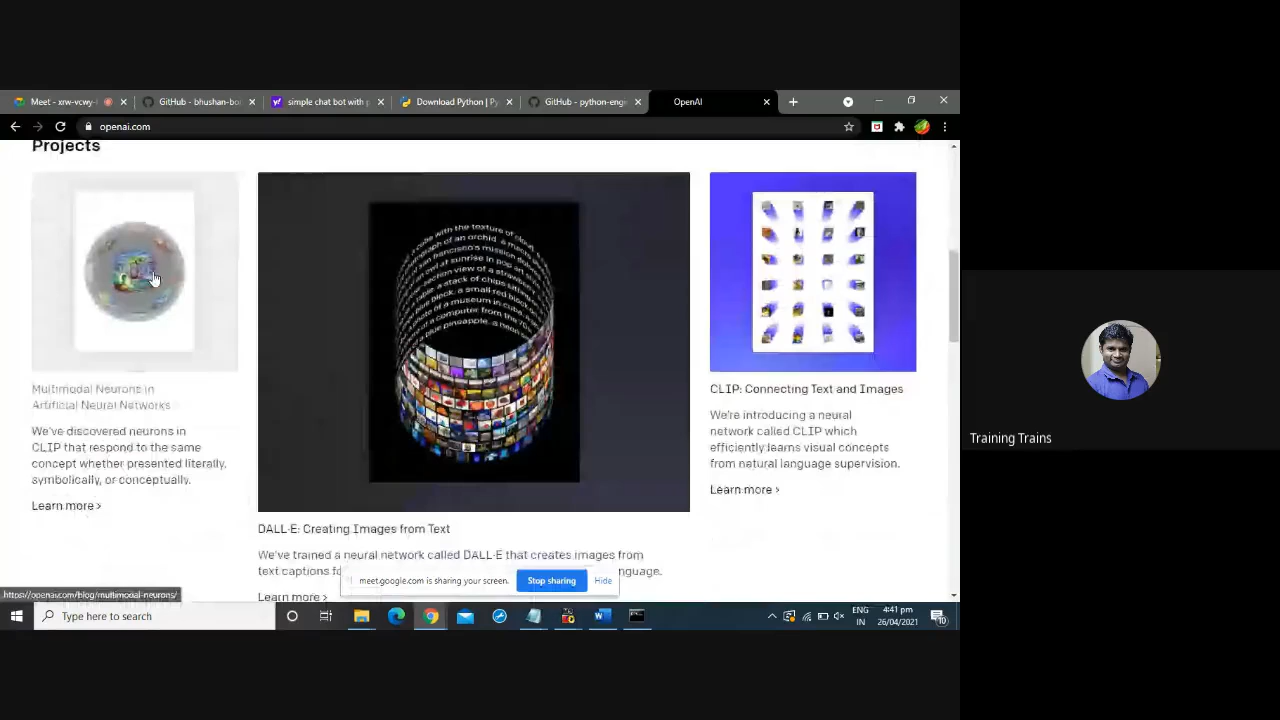 Meet - xrw-vcwy-
GitHub - bhushan-bo
simple chat bot with p
Download Python | Py
GitHub - python-eng
OpenAI
openai.com
Projects
Multimodal Neurons in
Artificial Neural Networks
We've discovered neurons in
CLIP that respond to the same
concept whether presented literally,
symbolically, or conceptually.
Learn more >
DALL·E: Creating Images from Text
We've trained a neural network called DALL·E that creates images from
text captions
nguage.
Learn more >
CLIP: Connecting Text and Images
We're introducing a neural
network called CLIP which
efficiently learns visual concepts
from natural language supervision.
Learn more >
meet.google.com is sharing your screen.
Stop sharing
Hide
https://openai.com/blog/multimodal-neurons/
Type here to search
ENG
IN
4:41 pm
26/04/2021
10
Training Trains